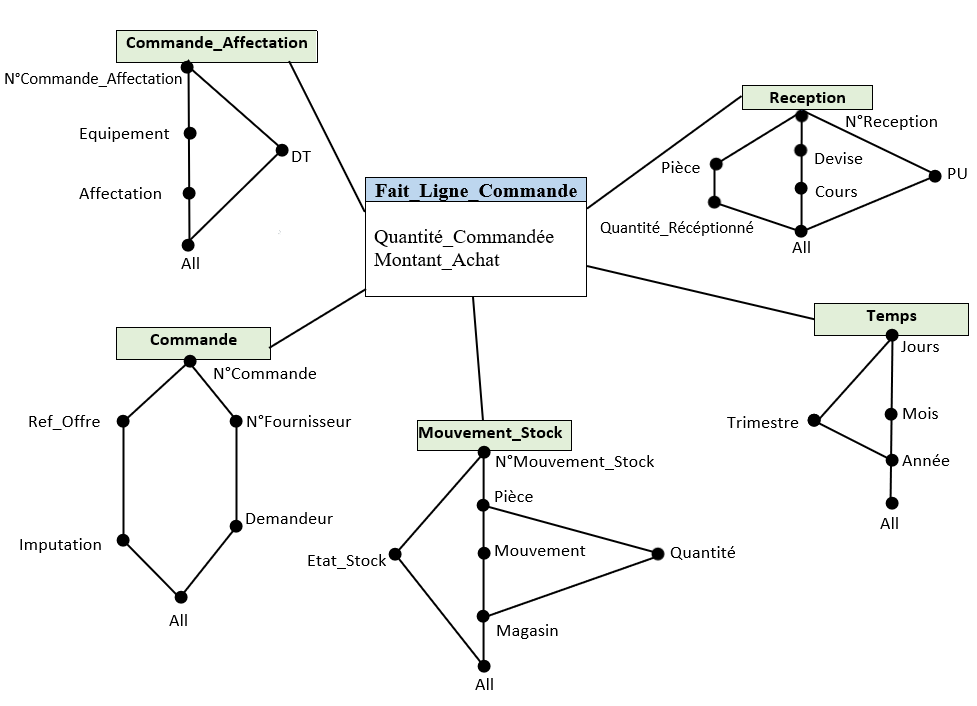 Commande_Affectation
N°Commande_Affectation
Equipement
DT
Affectation
All
Reception
N°Reception
Pièce
Devise
PU
Cours
Quantité_Récéptionné
All
Fait_Ligne_Commande
Quantité_Commandée
Montant_Achat
Commande
N°Commande
Ref_Offre
N°Fournisseur
Demandeur
Imputation
All
Mouvement_Stock
N°Mouvement_Stock
Pièce
Mouvement
Quantité
Etat_Stock
Magasin
All
Temps
Jours
Mois
Trimestre
Année
All